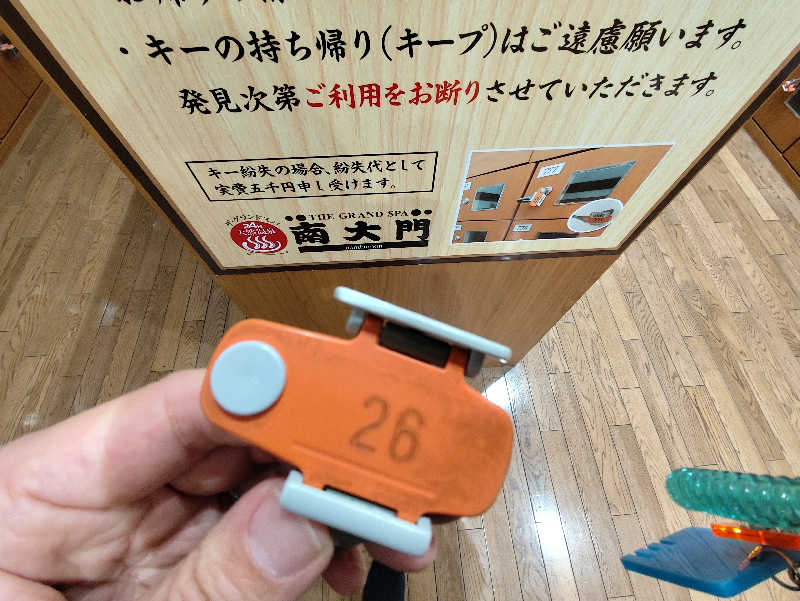 ・キーの持ち帰り(キープ)はご遠慮願います。
発見次第ご利用をお断りさせていただきます。
キー紛失の場合、紛失代として
実費五千円申し受けます。
THE GRAND SPA
南大門
26